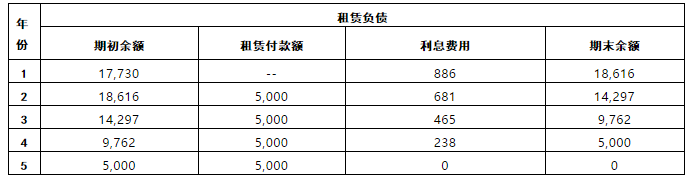 年份 租赁负债
期初余额 租赁付款额 利息费用 期末余额
1 17,730 -- 886 18,616
2 18,616 5,000 681 14,297
3 14,297 5,000 465 9,762
4 9,762 5,000 238 5,000
5 5,000 5,000 0 0